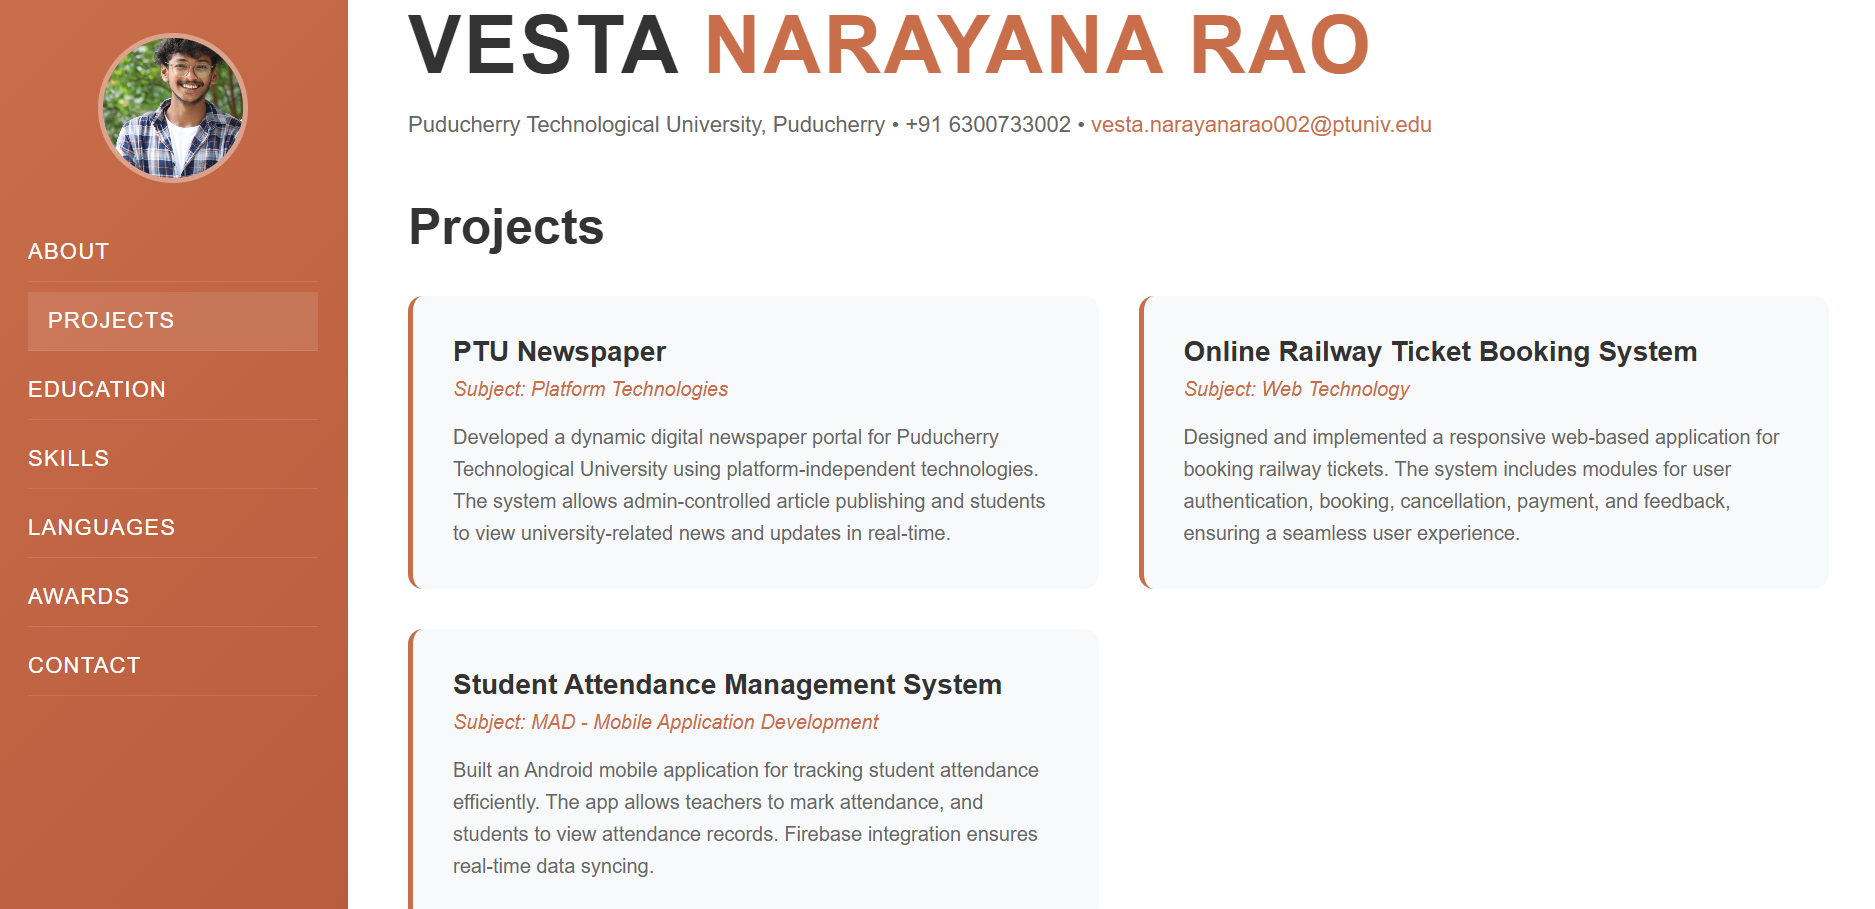 ABOUT
PROJECTS
EDUCATION
SKILLS
LANGUAGES
AWARDS
CONTACT
VESTA NARAYANA RAO
Puducherry Technological University, Puducherry • +91 6300733002 • vesta.narayanarao002@ptuniv.edu
Projects
PTU Newspaper
Subject: Platform Technologies
Developed a dynamic digital newspaper portal for Puducherry
Technological University using platform-independent technologies.
The system allows admin-controlled article publishing and students
to view university-related news and updates in real-time.
Online Railway Ticket Booking System
Subject: Web Technology
Designed and implemented a responsive web-based application for
booking railway tickets. The system includes modules for user
authentication, booking, cancellation, payment, and feedback,
ensuring a seamless user experience.
Student Attendance Management System
Subject: MAD - Mobile Application Development
Built an Android mobile application for tracking student attendance
efficiently. The app allows teachers to mark attendance, and
students to view attendance records. Firebase integration ensures
real-time data syncing.